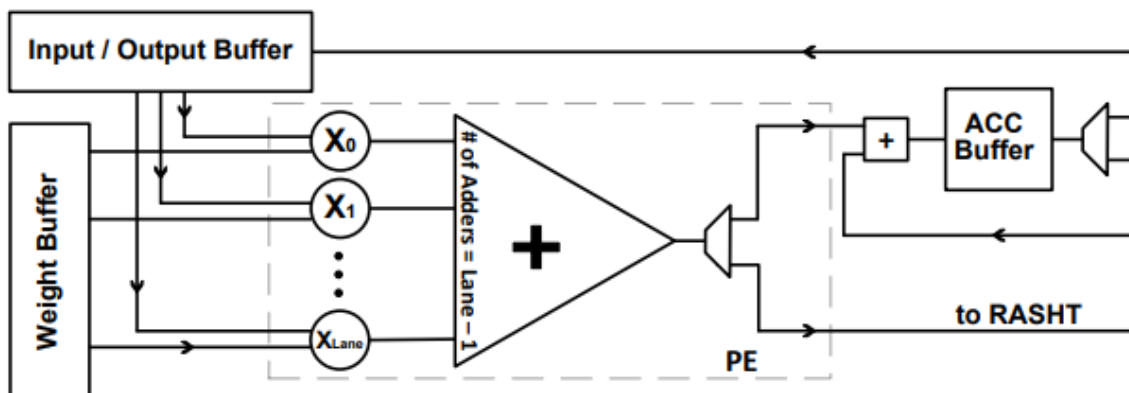 Input / Output Buffer
Weight Buffer
X0
X1
XLane
# of Adders = Lane – 1
+
PE
+
ACC
Buffer
to RASHT